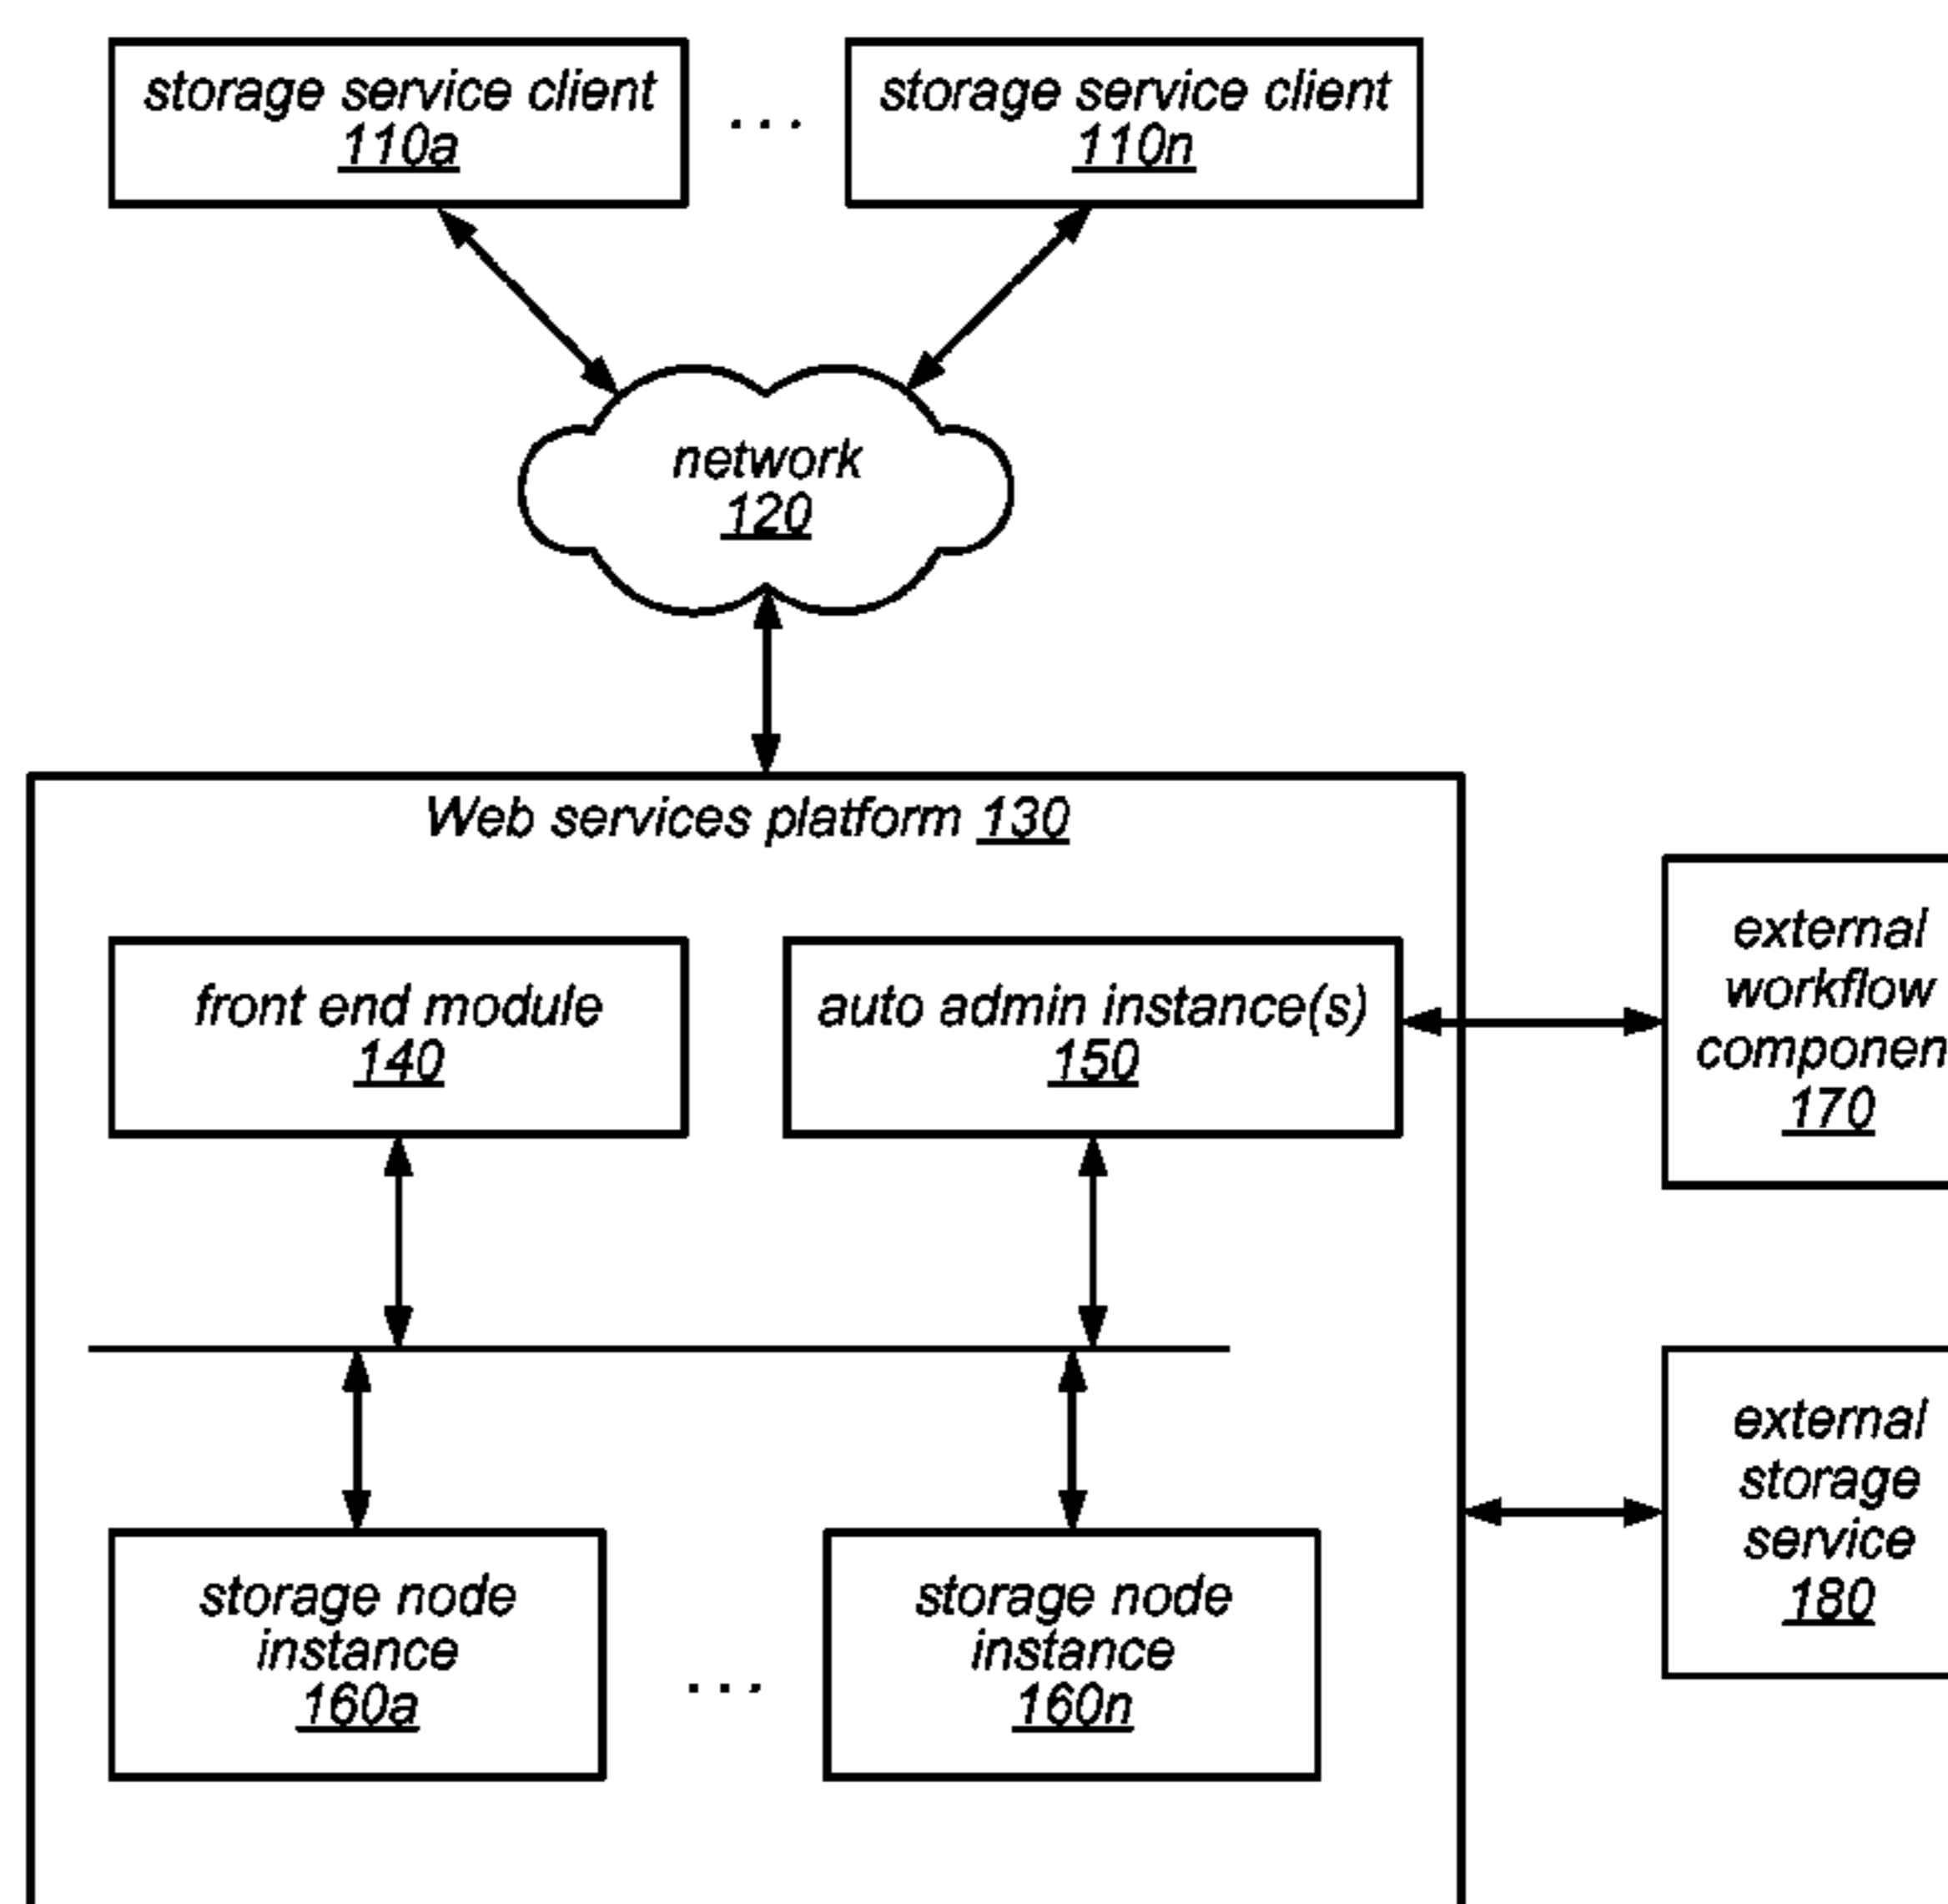 storage service client
110a
...
storage service client
110n
network
120
Web services platform 130
front end module
140
auto admin instance(s)
150
external
workflow
componen
170
external
storage
service
180
storage node
instance
160a
...
storage node
instance
160n